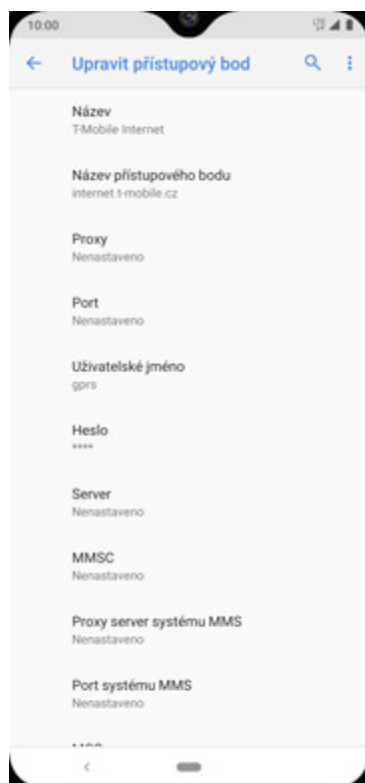 10:00
Upravit přístupový bod
Název
T-Mobile Internet
Název přístupového bodu
internet.t-mobile.cz
Proxy
Nenastaveno
Port
Nenastaveno
Uživatelské jméno
gprs
Heslo
****
Server
Nenastaveno
MMSC
Nenastaveno
Proxy server systému MMS
Nenastaveno
Port systému MMS
Nenastaveno